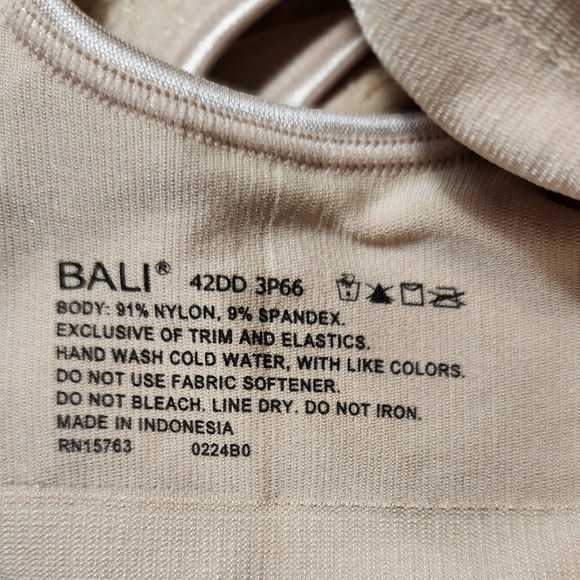 BALI® 42DD 3P66
BODY: 91% NYLON, 9% SPANDEX.
EXCLUSIVE OF TRIM AND ELASTICS.
HAND WASH COLD WATER, WITH LIKE COLORS.
DO NOT USE FABRIC SOFTENER.
DO NOT BLEACH. LINE DRY. DO NOT IRON.
MADE IN INDONESIA
RN15763 0224B0